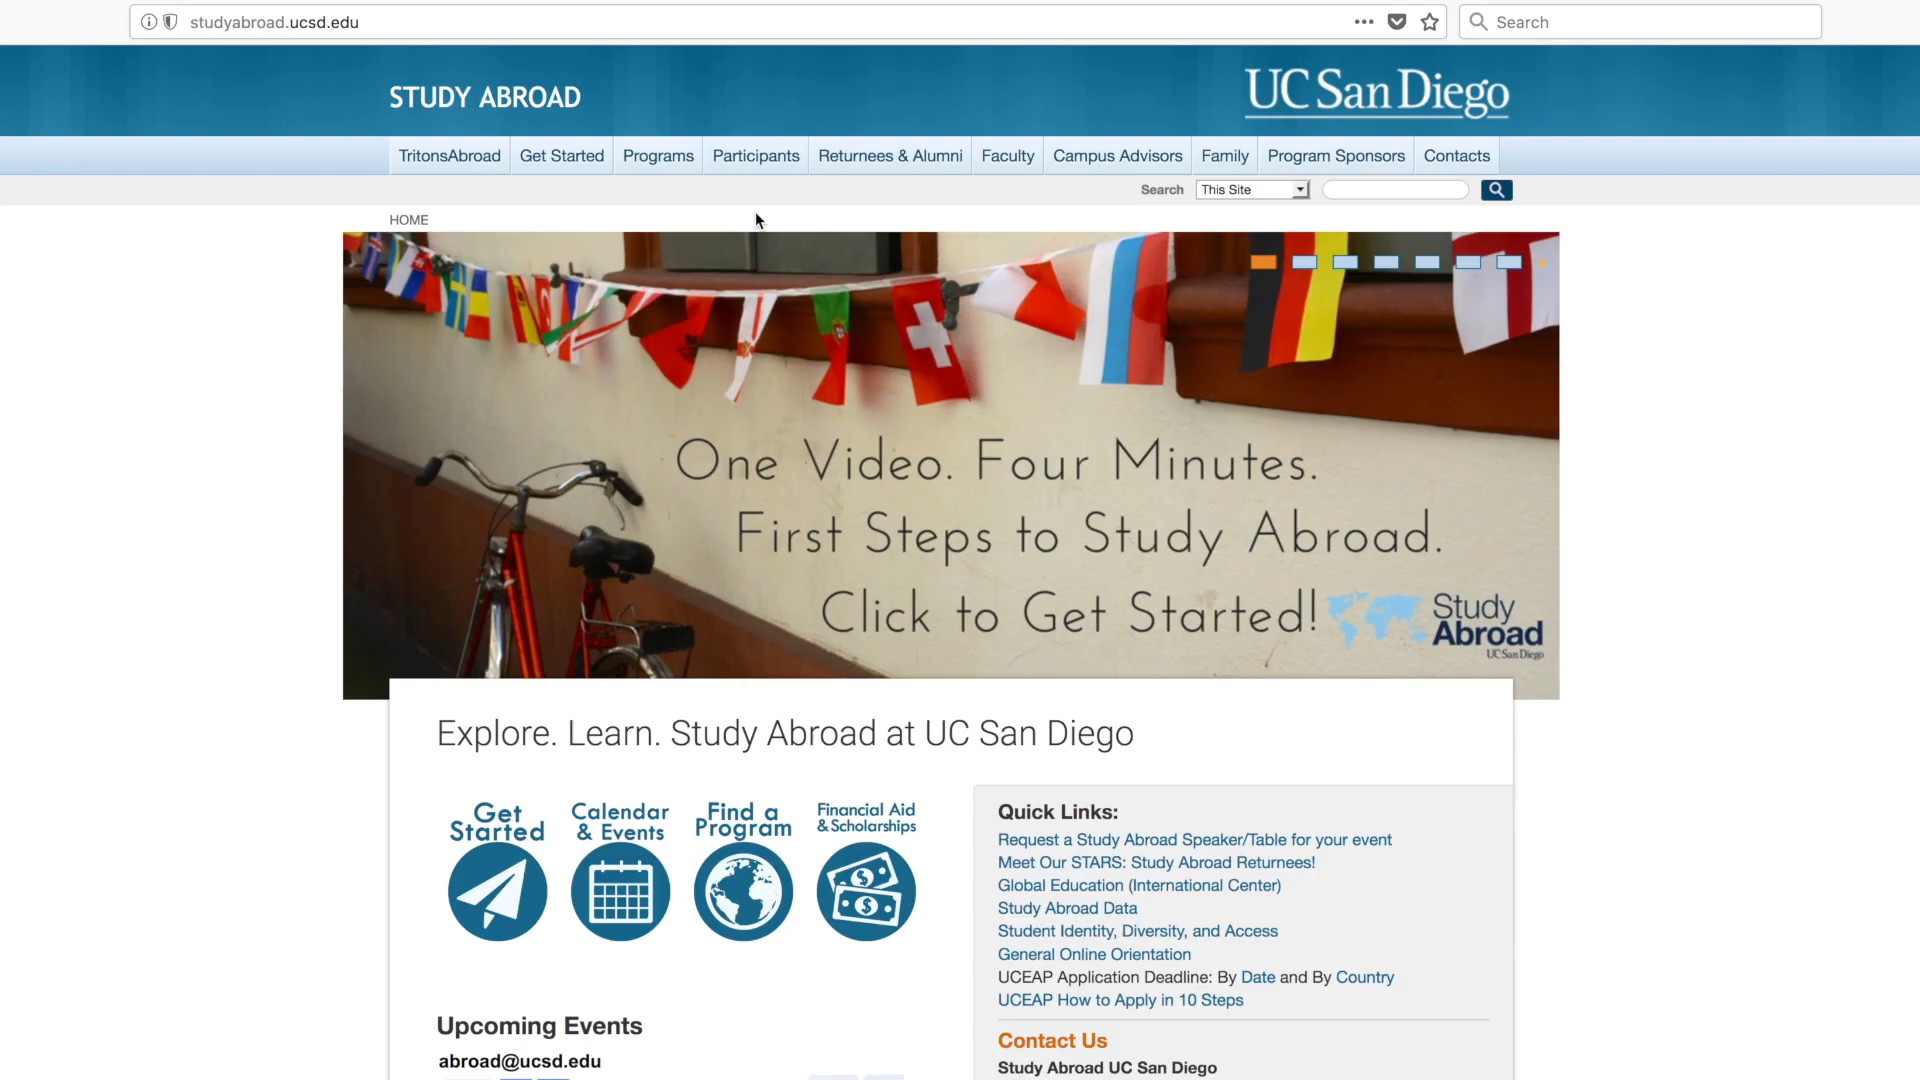 studyabroad.ucsd.edu
Search
STUDY ABROAD
UC San Diego
TritonsAbroad
Get Started
Programs
Participants
Returnees & Alumni
Faculty
Campus Advisors
Family
Program Sponsors
Contacts
Search
This Site
HOME
One Video. Four Minutes.
First Steps to Study Abroad.
Click to Get Started!
Study
Abroad
UC San Diego
Explore. Learn. Study Abroad at UC San Diego
Get
Started
Calendar
& Events
Find a
Program
Financial Aid
& Scholarships
Quick Links:
Request a Study Abroad Speaker/Table for your event
Meet Our STARS: Study Abroad Returnees!
Global Education (International Center)
Study Abroad Data
Student Identity, Diversity, and Access
General Online Orientation
UCEAP Application Deadline: By Date and By Country
UCEAP How to Apply in 10 Steps
Upcoming Events
abroad@ucsd.edu
Contact Us
Study Abroad UC San Diego